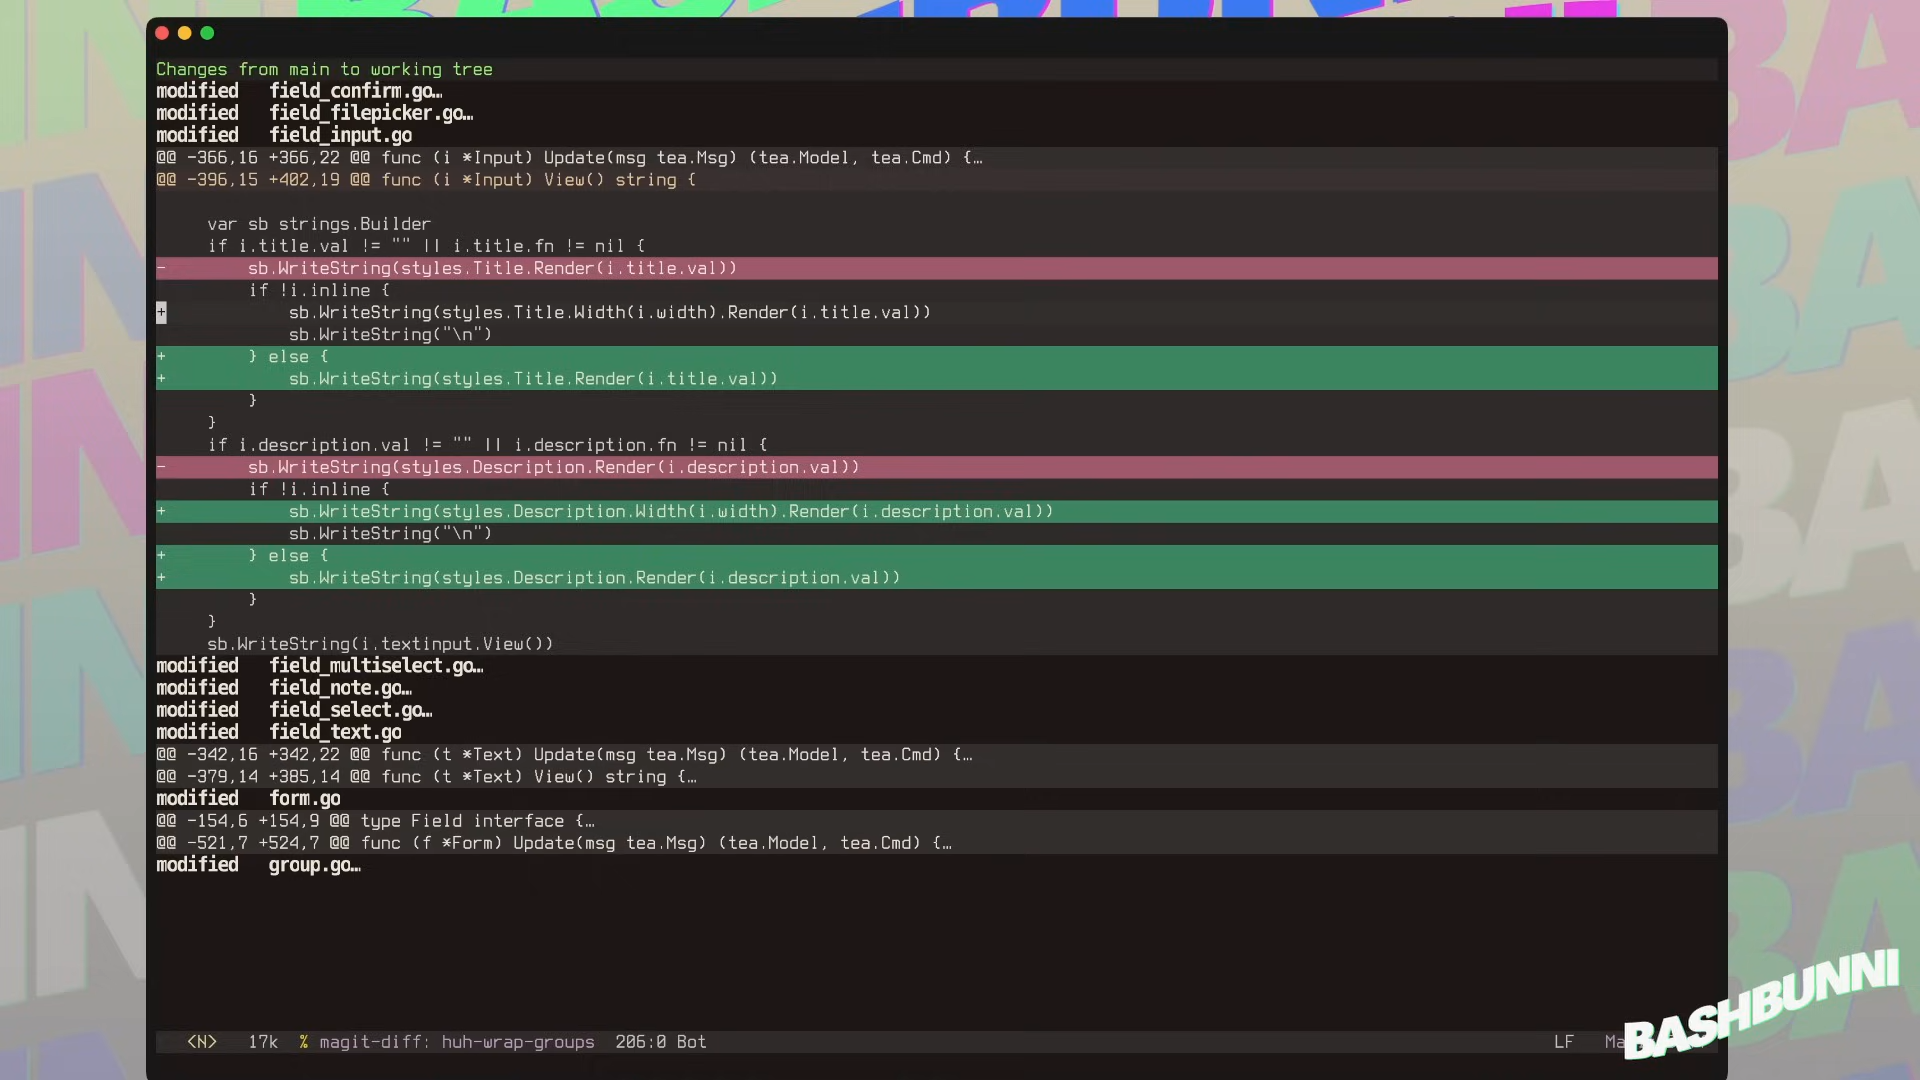 Changes from main to working tree
modified   field_confirm.go…
modified   field_filepicker.go…
modified   field_input.go
@@ -366,16 +366,22 @@ func (i *Input) Update(msg tea.Msg) (tea.Model, tea.Cmd) {…
@@ -396,15 +402,19 @@ func (i *Input) View() string {
     var sb strings.Builder
     if i.title.val != "" || i.title.fn != nil {
-        sb.WriteString(styles.Title.Render(i.title.val))
         if !i.inline {
+            sb.WriteString(styles.Title.Width(i.width).Render(i.title.val))
             sb.WriteString("\n")
+        } else {
+            sb.WriteString(styles.Title.Render(i.title.val))
         }
     }
     if i.description.val != "" || i.description.fn != nil {
-        sb.WriteString(styles.Description.Render(i.description.val))
         if !i.inline {
+            sb.WriteString(styles.Description.Width(i.width).Render(i.description.val))
             sb.WriteString("\n")
+        } else {
+            sb.WriteString(styles.Description.Render(i.description.val))
         }
     }
     sb.WriteString(i.textinput.View())
modified   field_multiselect.go…
modified   field_note.go…
modified   field_select.go…
modified   field_text.go
@@ -342,16 +342,22 @@ func (t *Text) Update(msg tea.Msg) (tea.Model, tea.Cmd) {…
@@ -379,14 +385,14 @@ func (t *Text) View() string {…
modified   form.go
@@ -154,6 +154,9 @@ type Field interface {…
@@ -521,7 +524,7 @@ func (f *Form) Update(msg tea.Msg) (tea.Model, tea.Cmd) {…
modified   group.go…
<N>   17k  % magit-diff: huh-wrap-groups  206:0 Bot   LF
BASHBUNNI